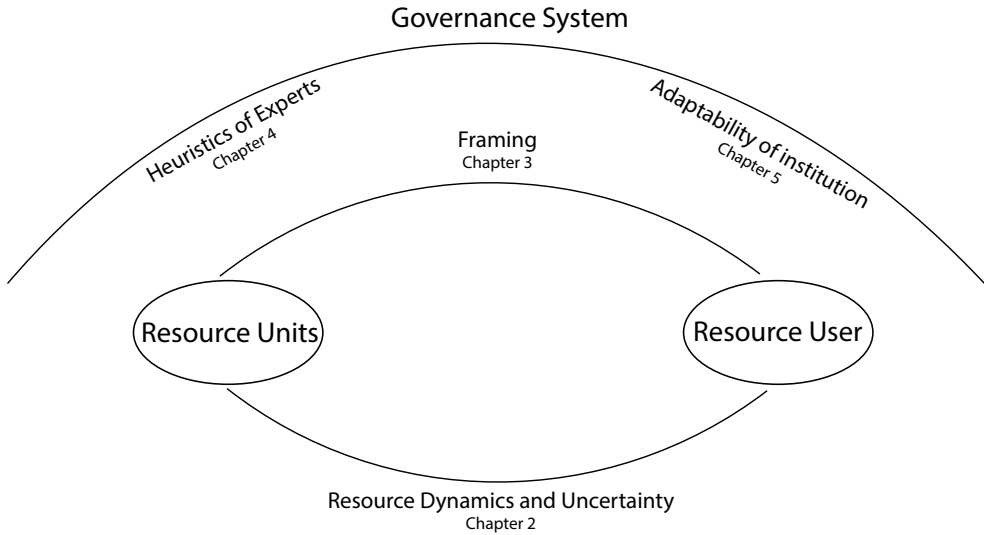 Governance System
Heuristics of Experts
Chapter 4
Framing
Chapter 3
Adaptability of institution
Chapter 5
Resource Units
Resource User
Resource Dynamics and Uncertainty
Chapter 2